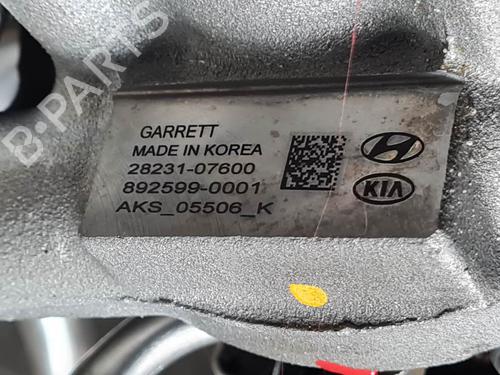 B-PARTS
GARRETT
MADE IN KOREA
28231-07600
892599-0001
AKS_05506_K
KIA